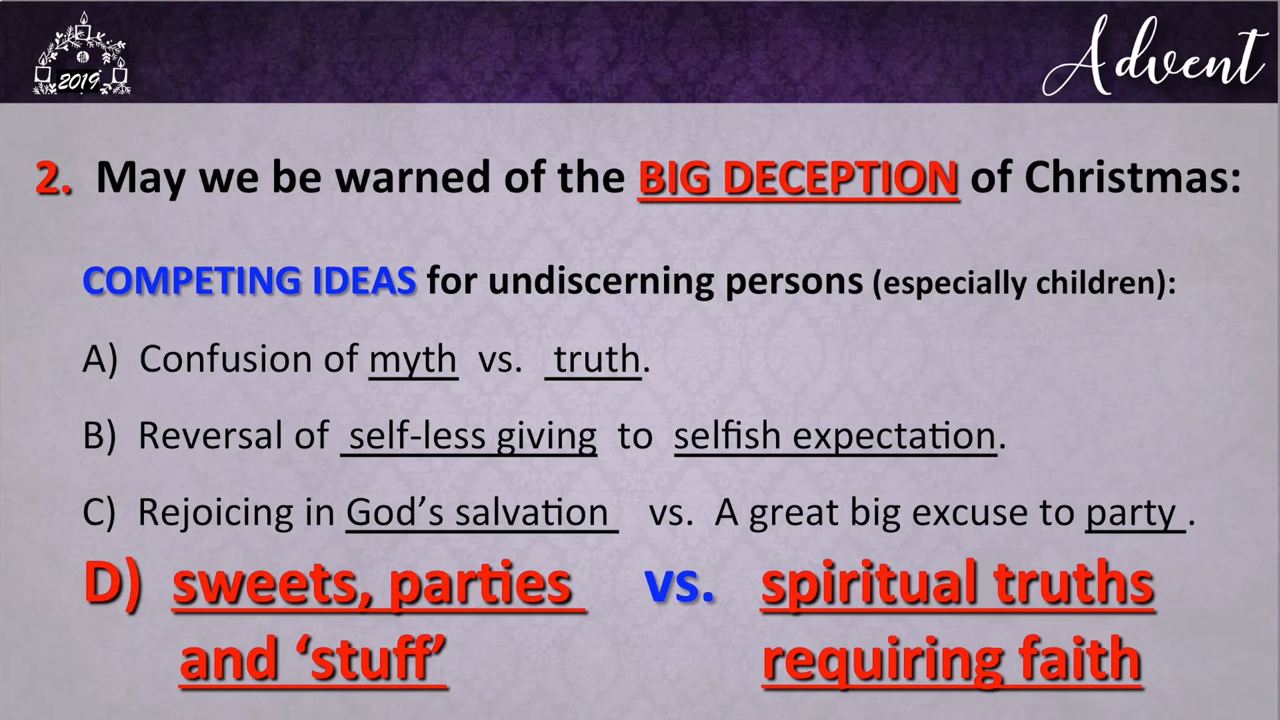 2019
Advent
2. May we be warned of the BIG DECEPTION of Christmas:
COMPETING IDEAS for undiscerning persons (especially children):
A) Confusion of myth vs. truth.
B) Reversal of self-less giving to selfish expectation.
C) Rejoicing in God’s salvation vs. A great big excuse to party .
D) sweets, parties vs. spiritual truths
and ‘stuff’ requiring faith